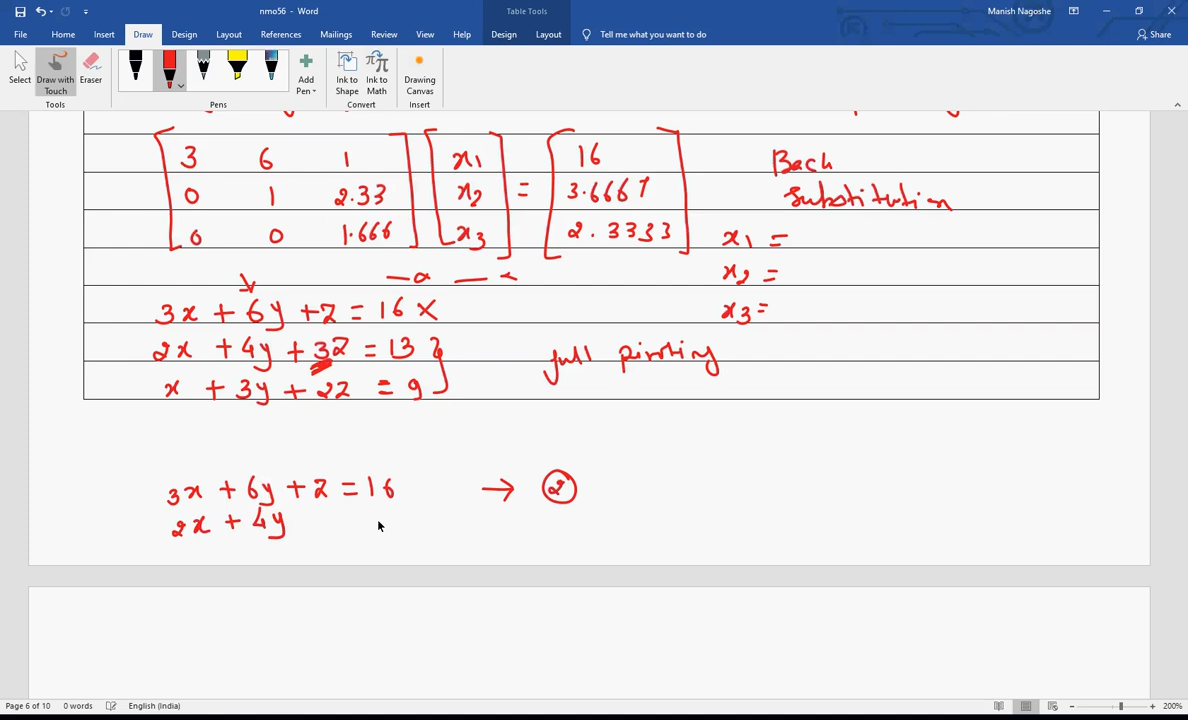 nmo56 - Word
Table Tools
Manish Nagoshe
File Home Insert Draw Design Layout References Mailings Review View Help Design Layout Tell me what you want to do Share
Select
Draw with Touch
Eraser
Add Pen
Ink to Shape
Ink to Math
Drawing Canvas
Tools Pens Convert Insert
3 6 1 x1 16
0 1 2.33 x2 = 3.6667
0 0 1.666 x3 2.3333
Back
substitution
x1 =
x2 =
x3 =
3x + 6y + z = 16 ×
2x + 4y + 3z = 13
x + 3y + 2z = 9
full pivoting
3x + 6y + z = 16 → 2
2x + 4y
Page 6 of 10 0 words English (India) 200%